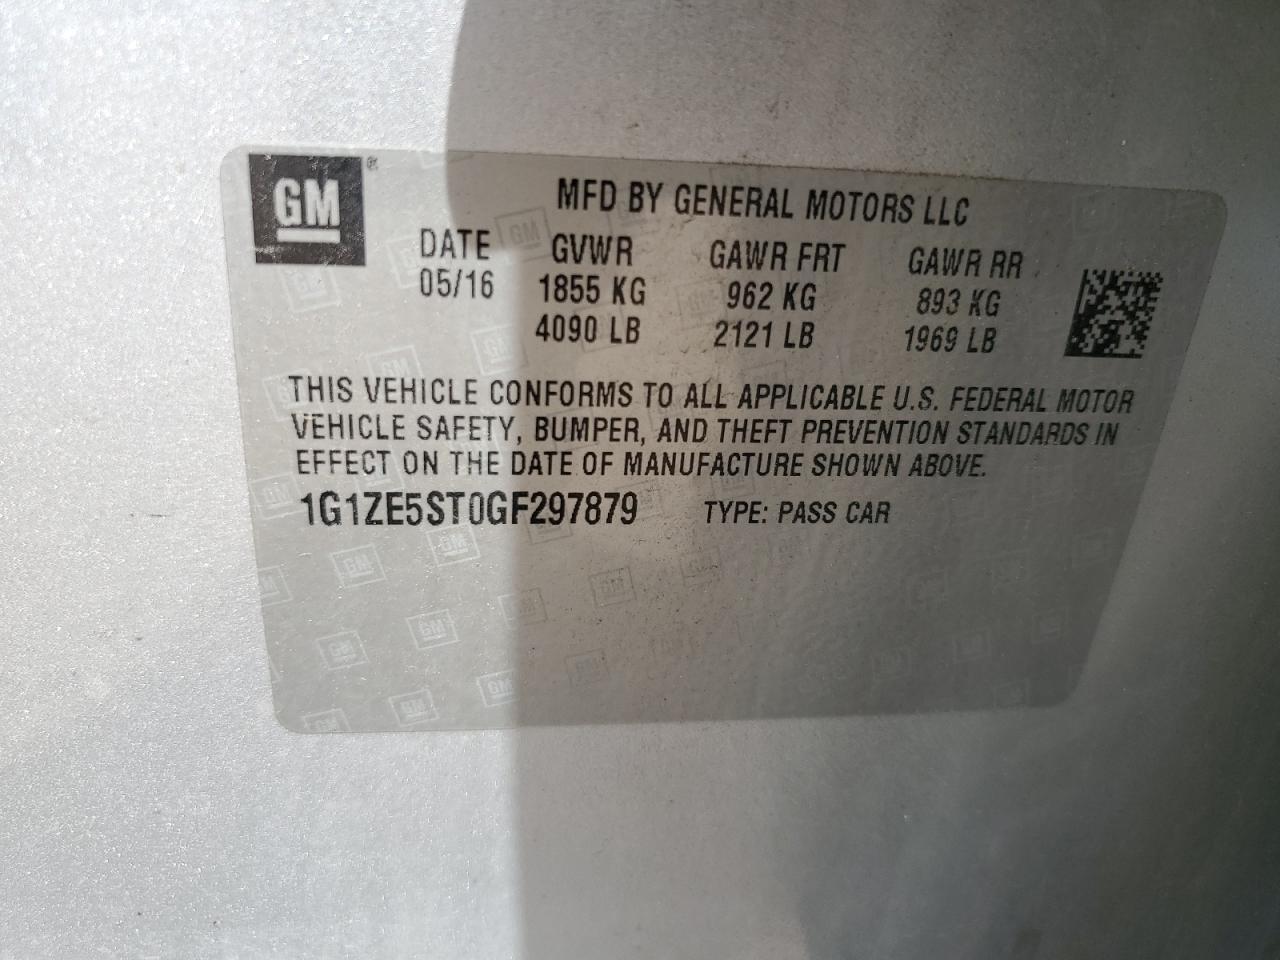 GM ®
MFD BY GENERAL MOTORS LLC
DATE GVWR GAWR FRT GAWR RR
05/16 1855 KG 962 KG 893 KG
4090 LB 2121 LB 1969 LB
THIS VEHICLE CONFORMS TO ALL APPLICABLE U.S. FEDERAL MOTOR
VEHICLE SAFETY, BUMPER, AND THEFT PREVENTION STANDARDS IN
EFFECT ON THE DATE OF MANUFACTURE SHOWN ABOVE.
1G1ZE5ST0GF297879 TYPE: PASS CAR